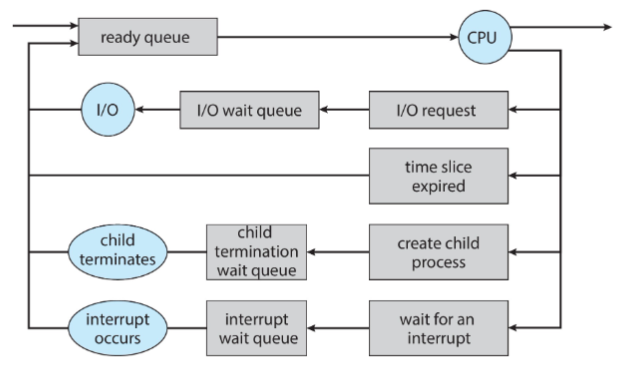 ready queue
CPU
I/O
I/O wait queue
I/O request
time slice
expired
child
terminates
child
termination
wait queue
create child
process
interrupt
occurs
interrupt
wait queue
wait for an
interrupt